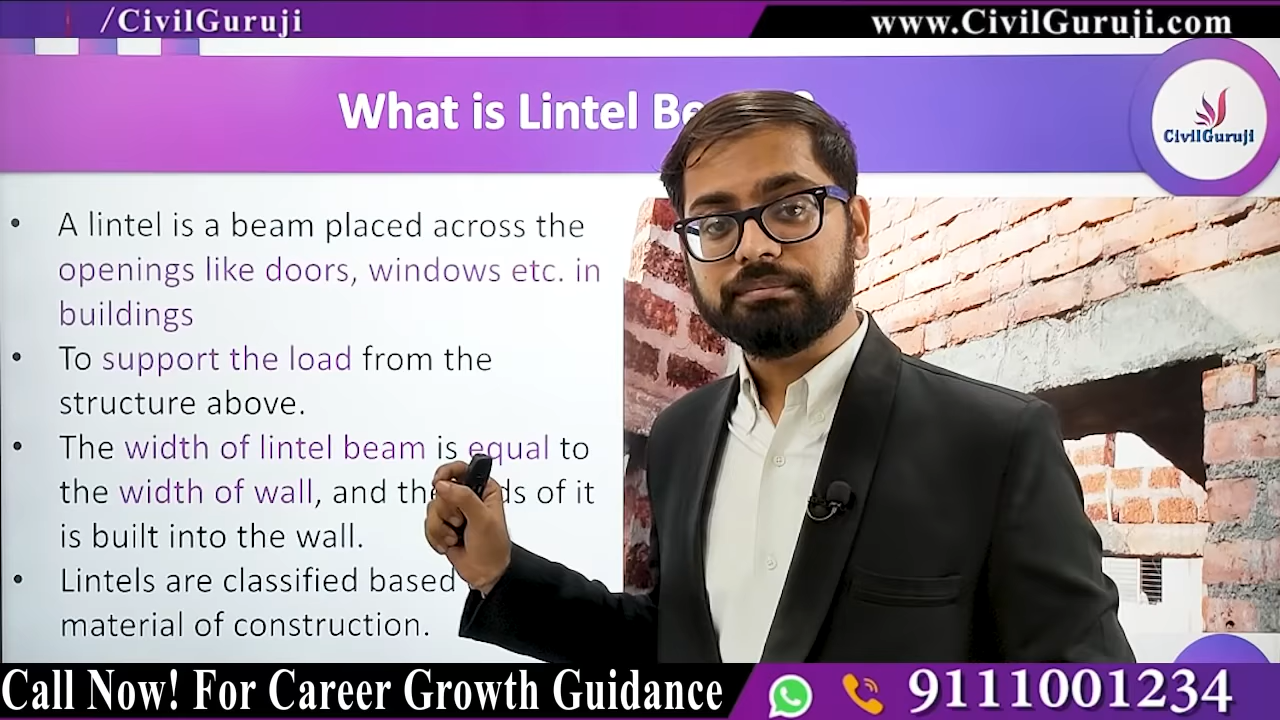 /CivilGuruji
www.CivilGuruji.com
What is Lintel
CivilGuruji
• A lintel is a beam placed across the
openings like doors, windows etc. in
buildings
• To support the load from the
structure above.
• The width of lintel beam is equal to
the width of wall, and of it
is built into the wall.
• Lintels are classified based
material of construction.
Call Now! For Career Growth Guidance
9111001234